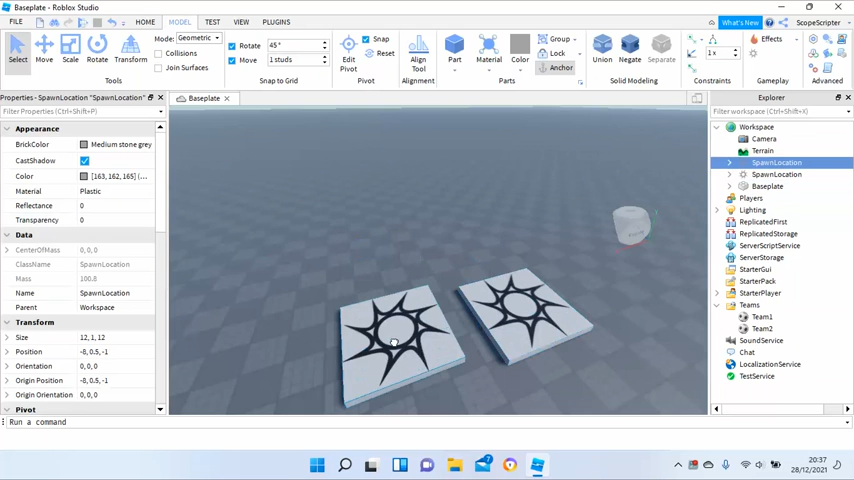 Baseplate - Roblox Studio
FILE HOME MODEL TEST VIEW PLUGINS What's New ScopeScripter
Select Move Scale Rotate Transform
Mode: Geometric
Collisions
Join Surfaces
Tools
Rotate 45°
Move 1 studs
Snap to Grid
Edit Pivot
Snap
Reset
Pivot
Align Tool
Alignment
Part Material Color
Group
Lock
Anchor
Parts
Union Negate Separate
Solid Modeling
1 x
Constraints
Effects
Gameplay
Advanced
Properties - SpawnLocation "SpawnLocation"
Filter Properties (Ctrl+Shift+P)
Appearance
BrickColor Medium stone grey
CastShadow
Color [163, 162, 165] (...
Material Plastic
Reflectance 0
Transparency 0
Data
CenterOfMass 0, 0, 0
ClassName SpawnLocation
Mass 100.8
Name SpawnLocation
Parent Workspace
Transform
Size 12, 1, 12
Position -8, 0.5, -1
Orientation 0, 0, 0
Origin Position -8, 0.5, -1
Origin Orientation 0, 0, 0
Pivot
Baseplate
Explorer
Filter workspace (Ctrl+Shift+X)
Workspace
Camera
Terrain
SpawnLocation
SpawnLocation
Baseplate
Players
Lighting
ReplicatedFirst
ReplicatedStorage
ServerScriptService
ServerStorage
StarterGui
StarterPack
StarterPlayer
Teams
Team1
Team2
SoundService
Chat
LocalizationService
TestService
Run a command
20:37
28/12/2021